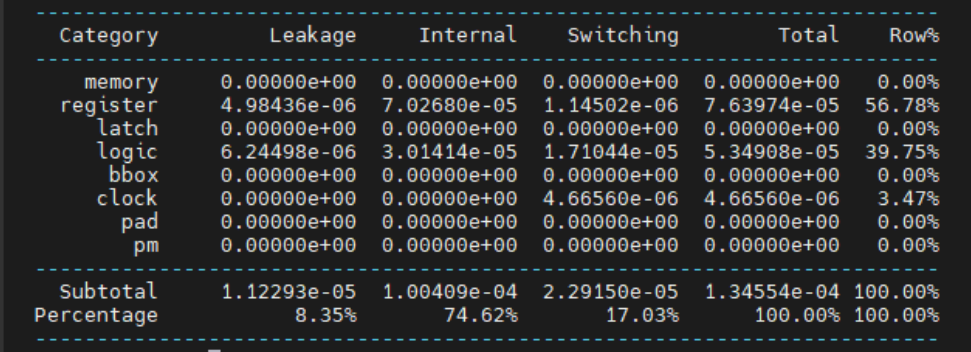 Category Leakage Internal Switching Total Row%
memory 0.00000e+00 0.00000e+00 0.00000e+00 0.00000e+00 0.00%
register 4.98436e-06 7.02680e-05 1.14502e-06 7.63974e-05 56.78%
latch 0.00000e+00 0.00000e+00 0.00000e+00 0.00000e+00 0.00%
logic 6.24498e-06 3.01414e-05 1.71044e-05 5.34908e-05 39.75%
bbox 0.00000e+00 0.00000e+00 0.00000e+00 0.00000e+00 0.00%
clock 0.00000e+00 0.00000e+00 4.66560e-06 4.66560e-06 3.47%
pad 0.00000e+00 0.00000e+00 0.00000e+00 0.00000e+00 0.00%
pm 0.00000e+00 0.00000e+00 0.00000e+00 0.00000e+00 0.00%
Subtotal 1.12293e-05 1.00409e-04 2.29150e-05 1.34554e-04 100.00%
Percentage 8.35% 74.62% 17.03% 100.00% 100.00%